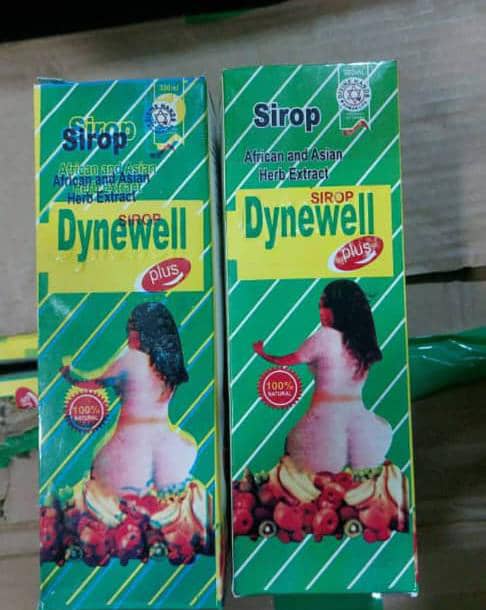 Sirop
African and Asian
Herb Extract
SIROP
Dynewell
plus
100%
NATURAL
Sirop
African and Asian
Herb Extract
SIROP
Dynewell
plus
100%
NATURAL